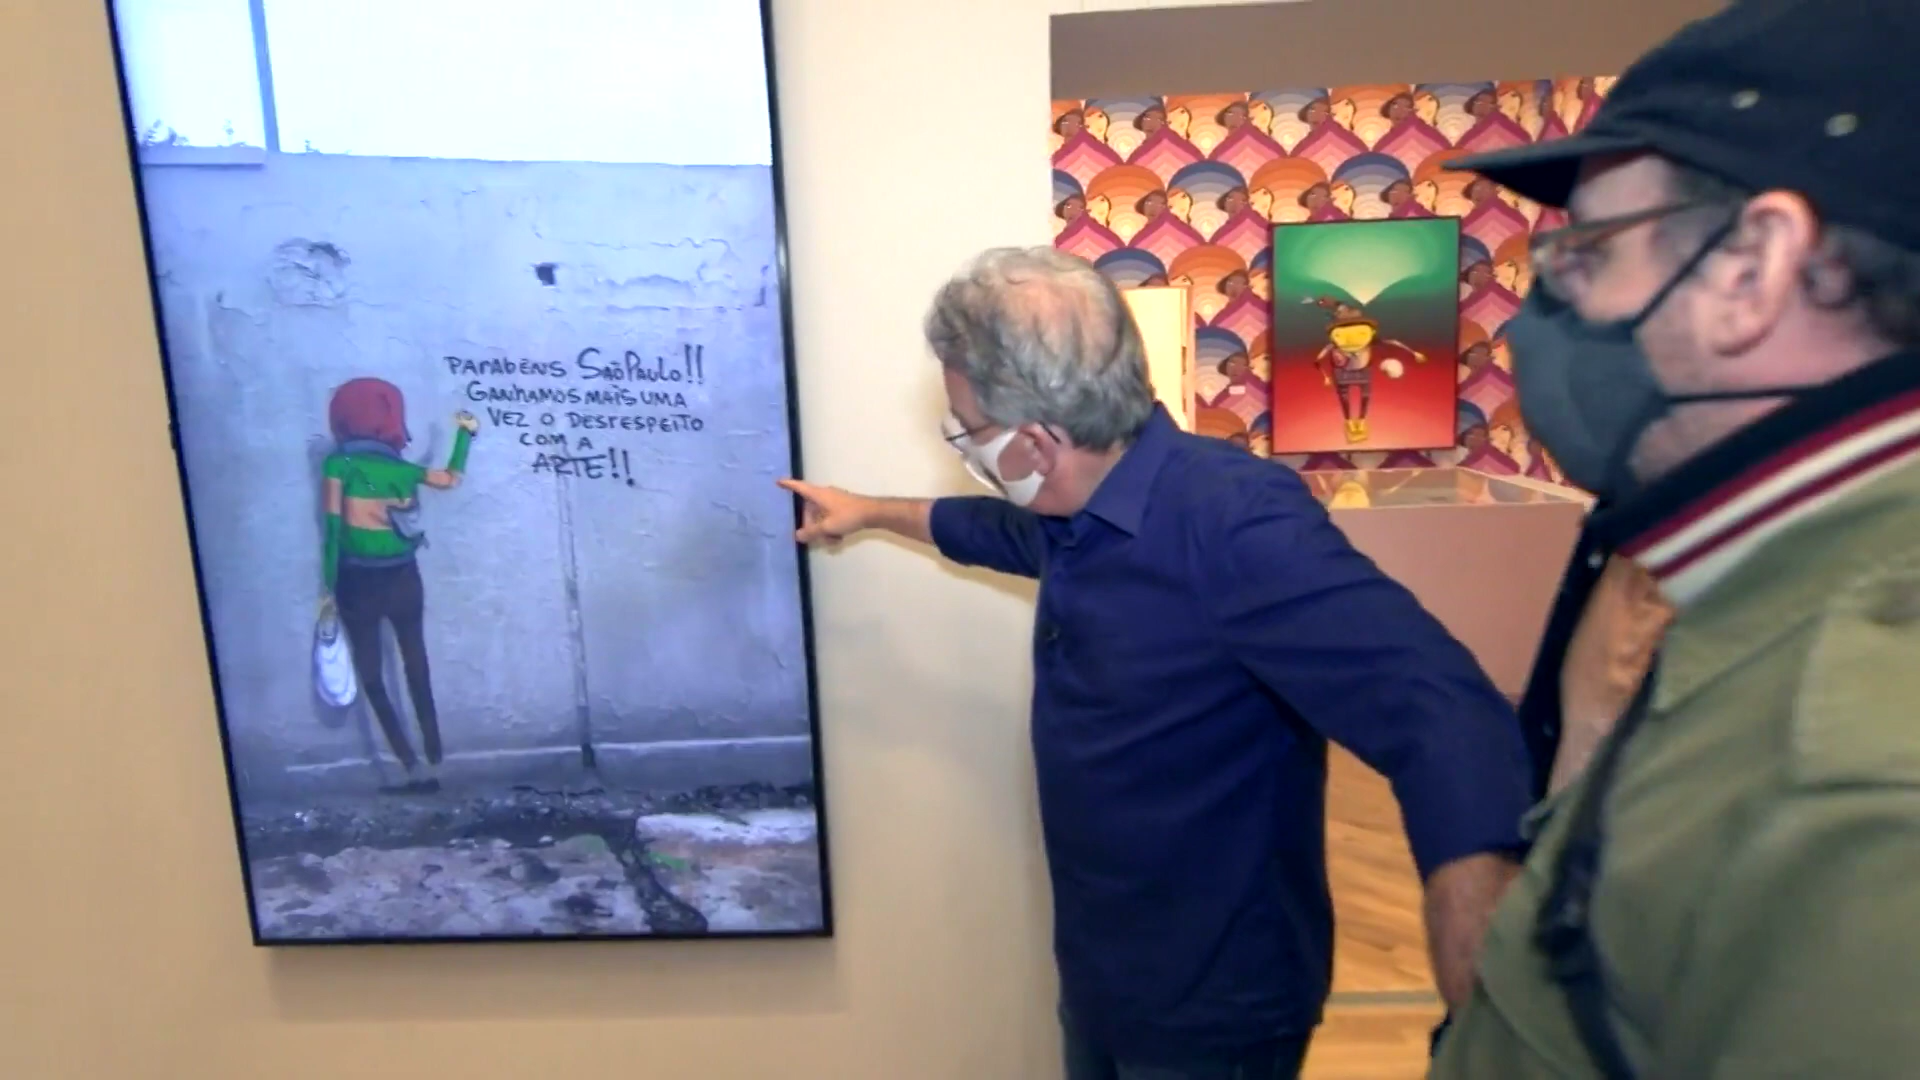 PARABÉNS SÃO PAULO!!
GANHAMOS MAIS UMA
VEZ O DESRESPEITO
COM A
ARTE!!